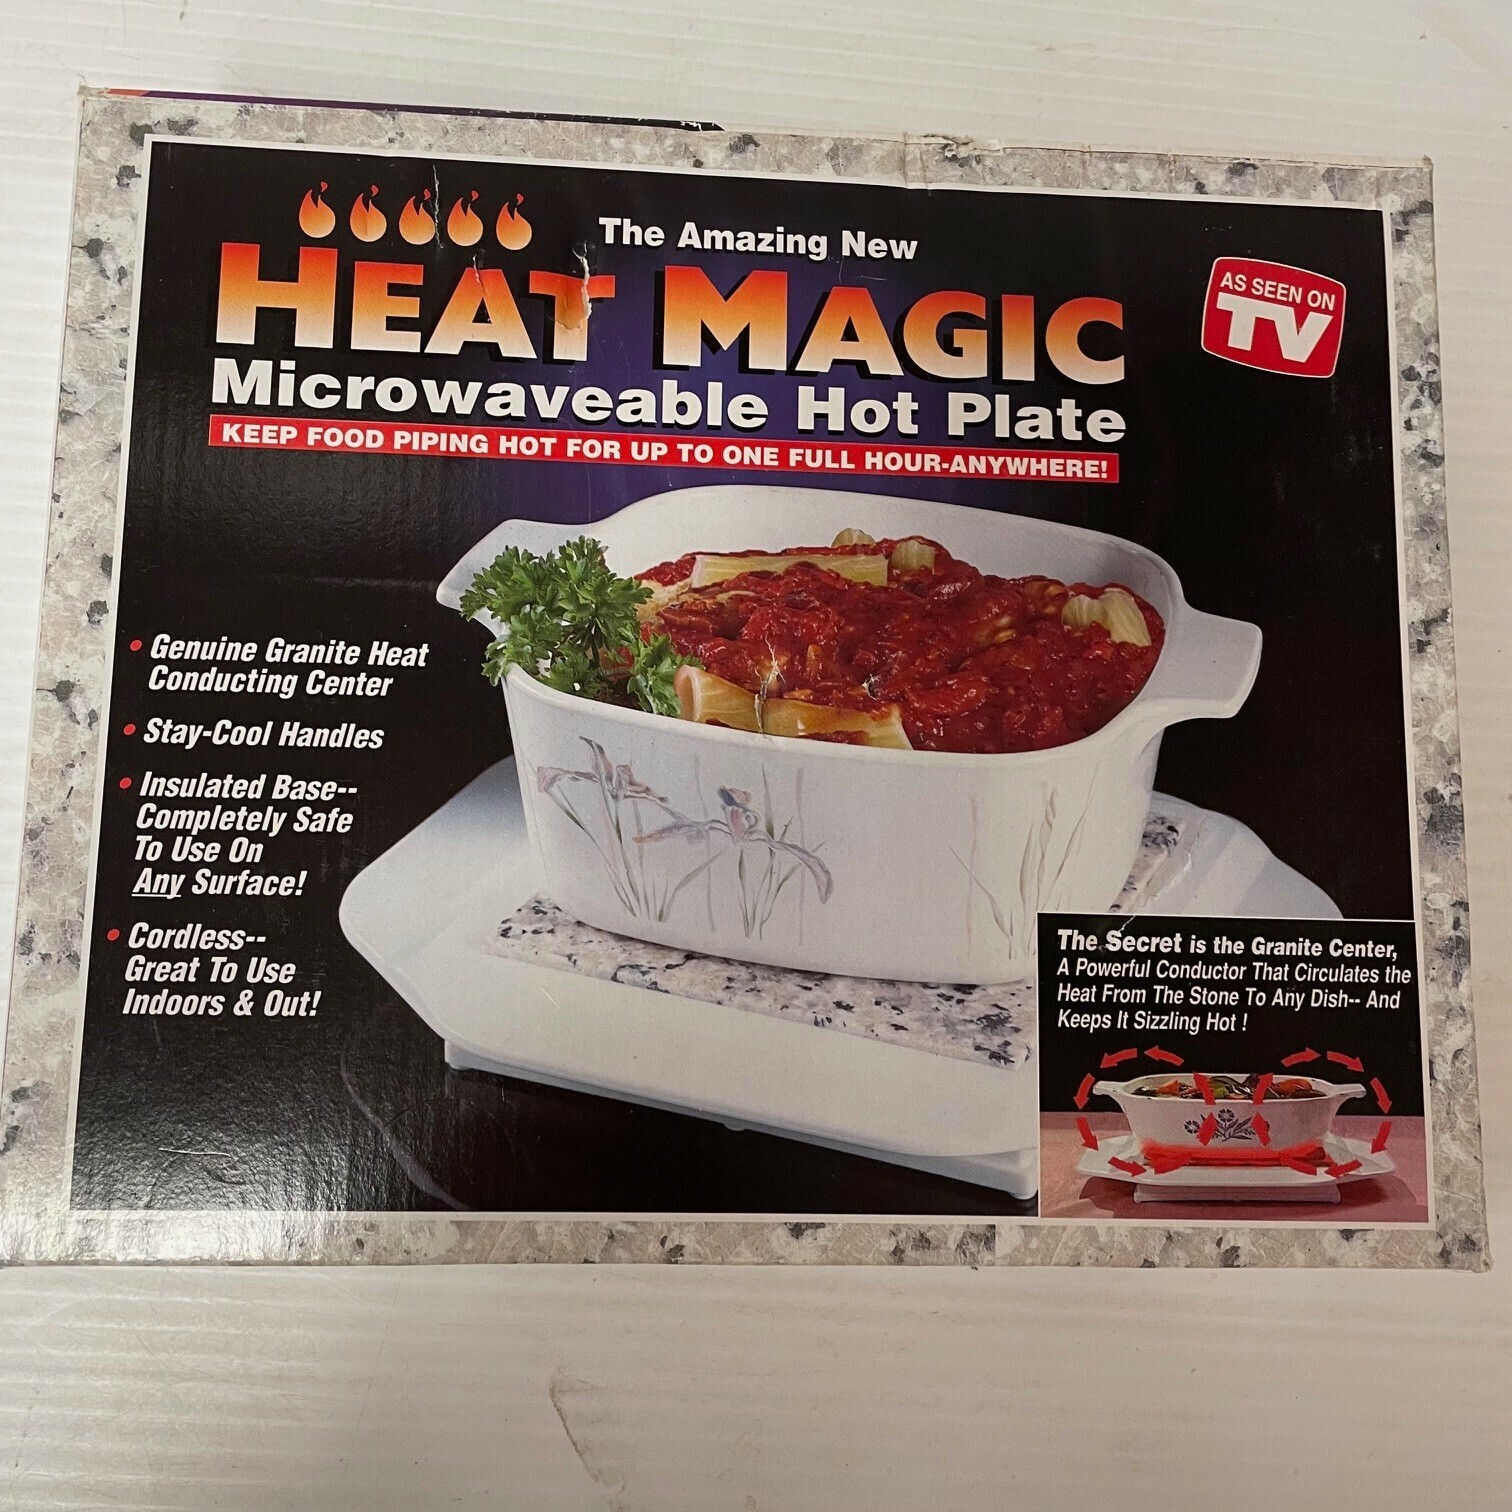 The Amazing New
HEAT MAGIC
AS SEEN ON
TV
Microwaveable Hot Plate
KEEP FOOD PIPING HOT FOR UP TO ONE FULL HOUR-ANYWHERE!
• Genuine Granite Heat
Conducting Center
• Stay-Cool Handles
• Insulated Base--
Completely Safe
To Use On
Any Surface!
• Cordless--
Great To Use
Indoors & Out!
The Secret is the Granite Center,
A Powerful Conductor That Circulates the
Heat From The Stone To Any Dish-- And
Keeps It Sizzling Hot !